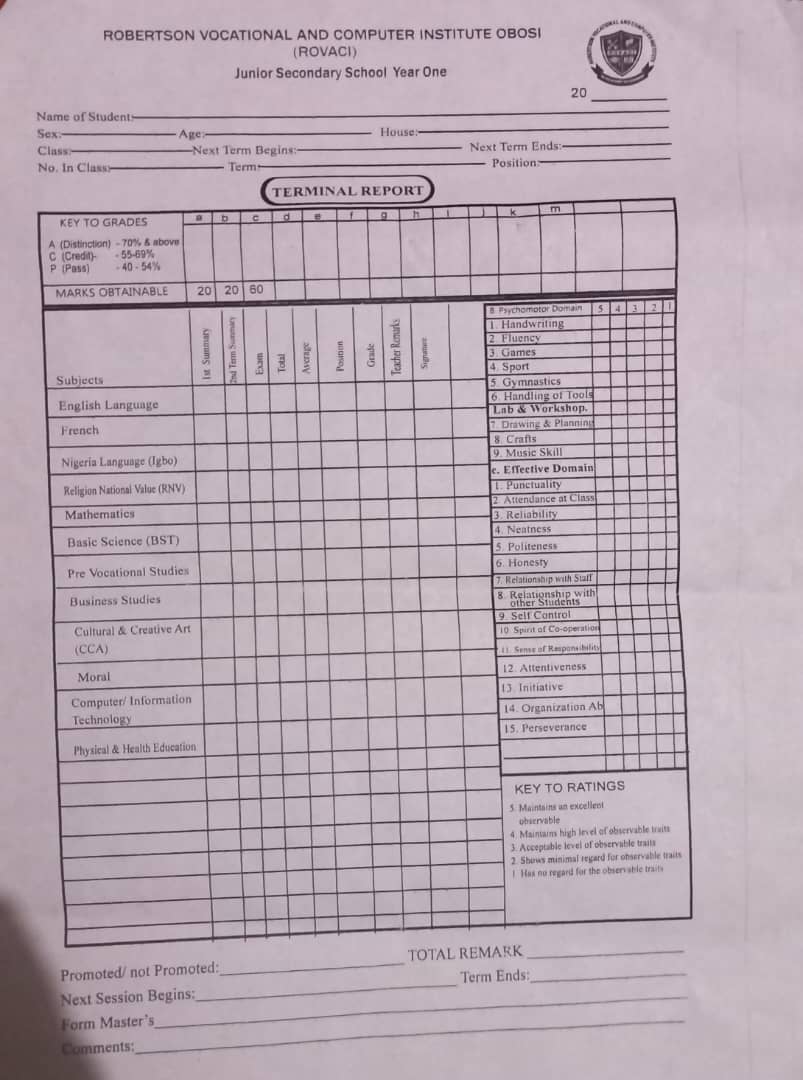 ROBERTSON VOCATIONAL AND COMPUTER INSTITUTE OBOSI
(ROVACI)
Junior Secondary School Year One
20
Name of Student:
Sex: Age: House:
Class: Next Term Begins: Next Term Ends:
No. In Class: Term: Position:
TERMINAL REPORT
KEY TO GRADES a b c d e f g h i j k m
A (Distinction) - 70% & above
C (Credit)- - 55-69%
P (Pass) - 40 - 54%
MARKS OBTAINABLE 20 20 60
Subjects 1st Summary 2nd Term Summary Exam Total Average Position Grade Teacher Remarks Signature
English Language
French
Nigeria Language (Igbo)
Religion National Value (RNV)
Mathematics
Basic Science (BST)
Pre Vocational Studies
Business Studies
Cultural & Creative Art
(CCA)
Moral
Computer/ Information
Technology
Physical & Health Education
B Psychomotor Domain 5 4 3 2 1
1. Handwriting
2 Fluency
3. Games
4. Sport
5. Gymnastics
6. Handling of Tools
Lab & Workshop.
7. Drawing & Planning
8. Crafts
9. Music Skill
c. Effective Domain
1. Punctuality
2. Attendance at Class
3. Reliability
4. Neatness
5. Politeness
6. Honesty
7. Relationship with Staff
8. Relationship with
other Students
9. Self Control
10. Spirit of Co-operation
11. Sense of Responsibility
12. Attentiveness
13. Initiative
14. Organization Ab
15. Perseverance
KEY TO RATINGS
5. Maintains an excellent
observable
4. Maintains high level of observable traits
3. Acceptable level of observable traits
2. Shows minimal regard for observable traits
1 Has no regard for the observable traits
TOTAL REMARK
Promoted/ not Promoted:
Term Ends:
Next Session Begins:
Form Master's
Comments: